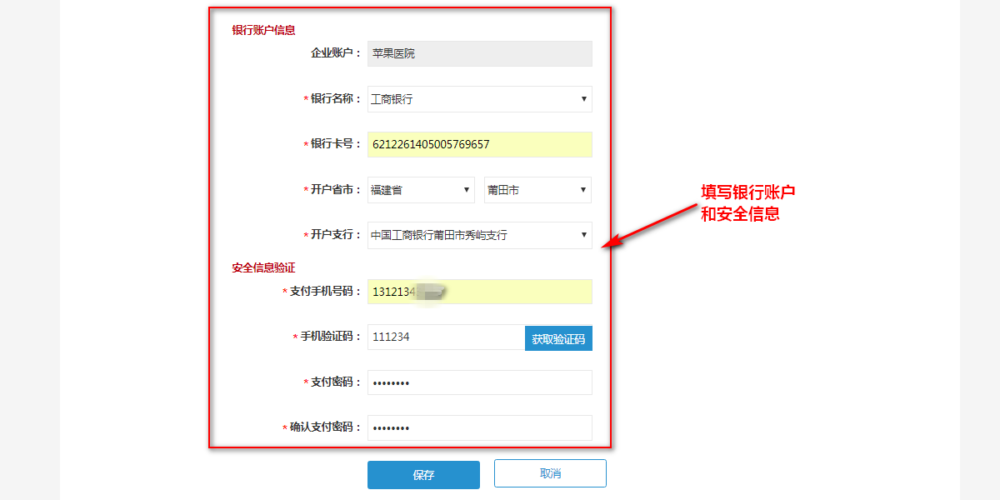 银行账户信息
企业账户： 苹果医院
*银行名称： 工商银行
*银行卡号： 6212261405005769657
*开户省市： 福建省 莆田市
*开户支行： 中国工商银行莆田市秀屿支行
安全信息验证
*支付手机号码： 1312134
*手机验证码： 111234 获取验证码
*支付密码： ••••••••
*确认支付密码： ••••••••
保存 取消
填写银行账户
和安全信息